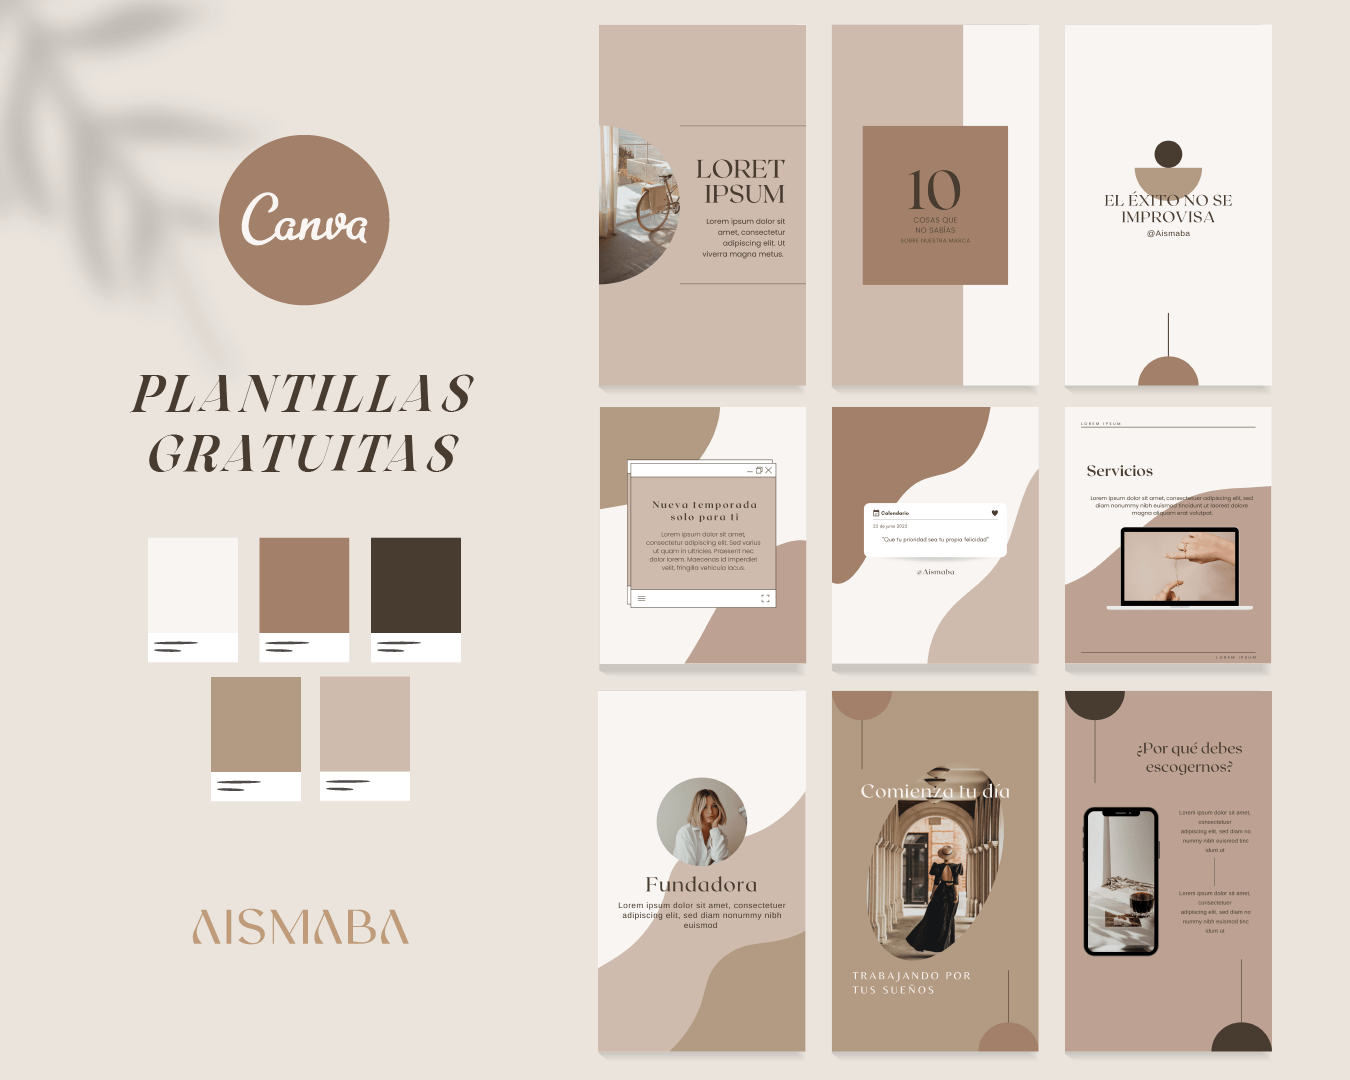 Canva
PLANTILLAS
GRATUITAS
AISMABA
LORET
IPSUM
Lorem ipsum dolor sit
amet, consectetur
adipiscing elit. Ut
viverra magna metus.
10
COSAS QUE
NO SABÍAS
SOBRE NUESTRA MARCA
EL ÉXITO NO SE
IMPROVISA
@Aismaba
Nueva temporada
solo para ti
Lorem ipsum dolor sit amet,
consectetur adipiscing elit. Sed varius
ut quam in ultricies. Praesent nec
dolor lorem. Maecenas id imperdiet
velit, fringilla vehicula lacus.
Calendario
23 de junio 2023
"Que tu prioridad sea tu propia felicidad"
@Aismaba
LOREM IPSUM
Servicios
Lorem ipsum dolor sit amet, consectetuer adipiscing elit, sed
diam nonummy nibh euismod tincidunt ut laoreet dolore
magna aliquam erat volutpat.
LOREM IPSUM
Fundadora
Lorem ipsum dolor sit amet, consectetuer
adipiscing elit, sed diam nonummy nibh
euismod
Comienza tu día
TRABAJANDO POR
TUS SUEÑOS
¿Por qué debes
escogernos?
Lorem ipsum dolor sit amet,
consectetuer
adipiscing elit, sed diam no
nummy nibh euismod tinc
idunt ut
Lorem ipsum dolor sit amet,
consectetuer
adipiscing elit, sed diam no
nummy nibh euismod tinc
idunt ut